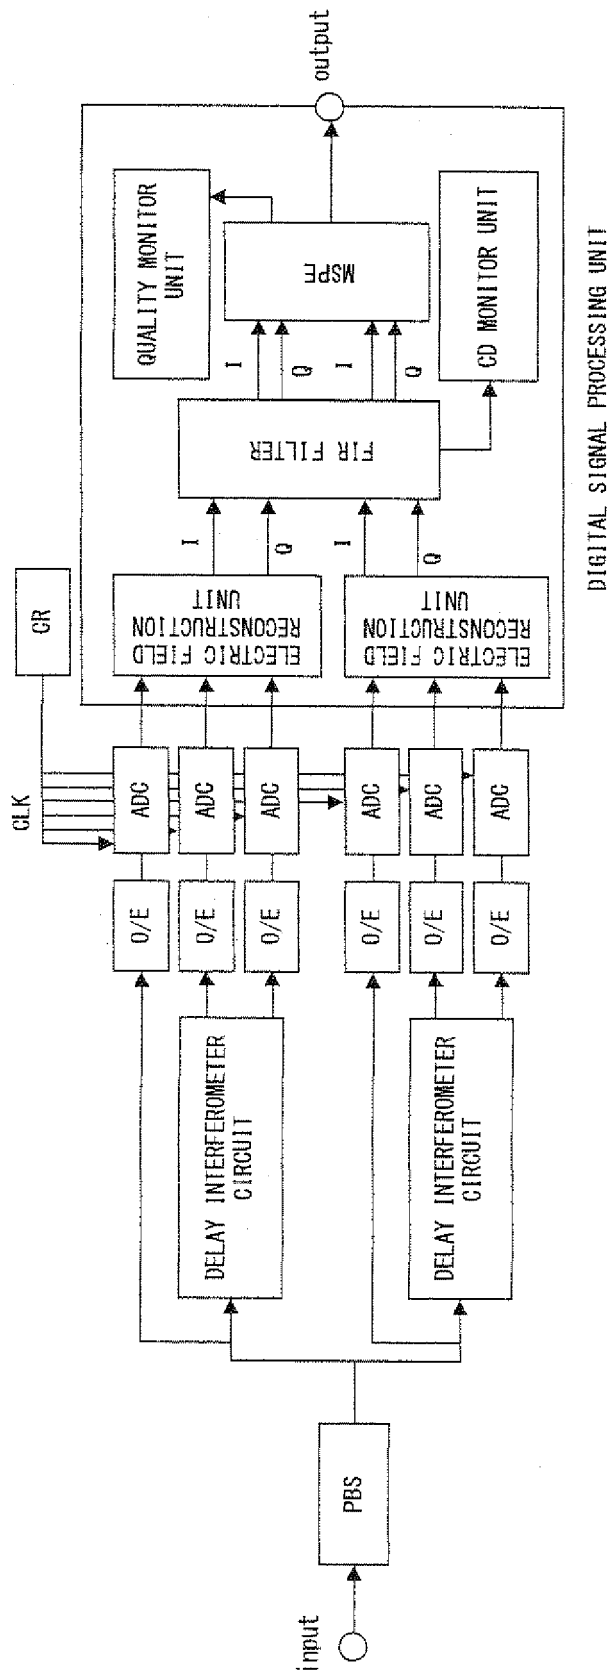 input
PBS
DELAY INTERFEROMETER
CIRCUIT
DELAY INTERFEROMETER
CIRCUIT
O/E
O/E
O/E
O/E
O/E
O/E
CLK
CR
ADC
ADC
ADC
ADC
ADC
ADC
ELECTRIC FIELD
RECONSTRUCTION
UNIT
ELECTRIC FIELD
RECONSTRUCTION
UNIT
I
Q
I
Q
FIR FILTER
I
Q
I
Q
QUALITY MONITOR
UNIT
MSPE
CD MONITOR UNIT
output
DIGITAL SIGNAL PROCESSING UNIT